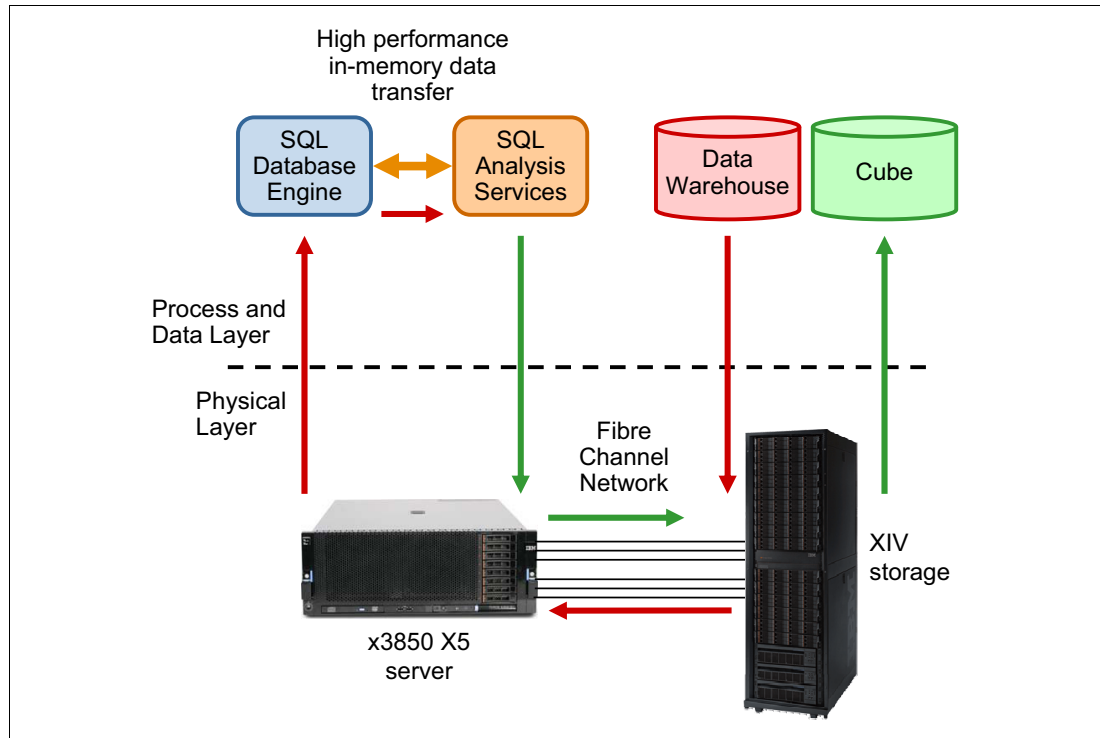 High performance
in-memory data
transfer
SQL
Database
Engine
SQL
Analysis
Services
Data
Warehouse
Cube
Process and
Data Layer
Physical
Layer
Fibre
Channel
Network
XIV
storage
x3850 X5
server
IBM